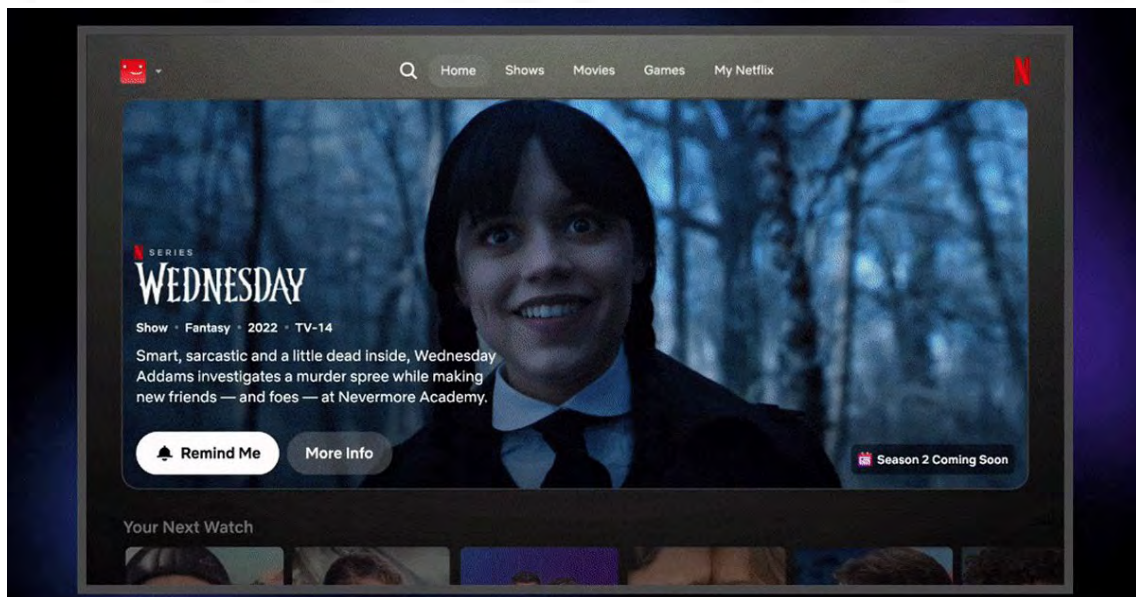 Home Shows Movies Games My Netflix
N
N SERIES
WEDNESDAY
Show • Fantasy • 2022 • TV-14
Smart, sarcastic and a little dead inside, Wednesday
Addams investigates a murder spree while making
new friends — and foes — at Nevermore Academy.
Remind Me More Info
Season 2 Coming Soon
Your Next Watch